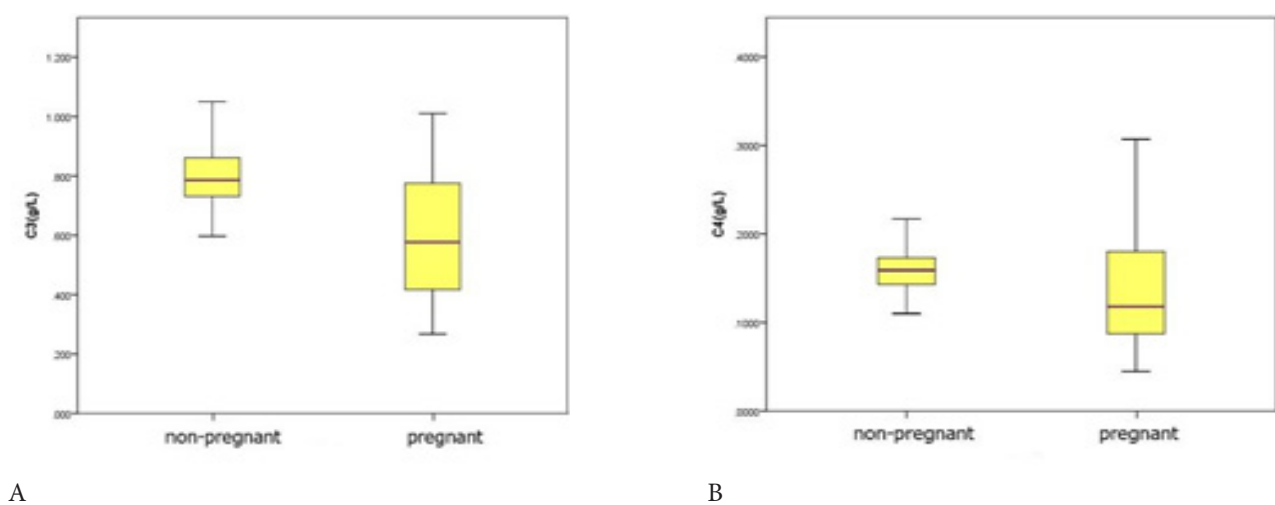 1.200
1.000
.800
.600
.400
.200
.000
C3(g/L)
non-pregnant pregnant
A
.4000
.3000
.2000
.1000
.0000
C4(g/L)
non-pregnant pregnant
B